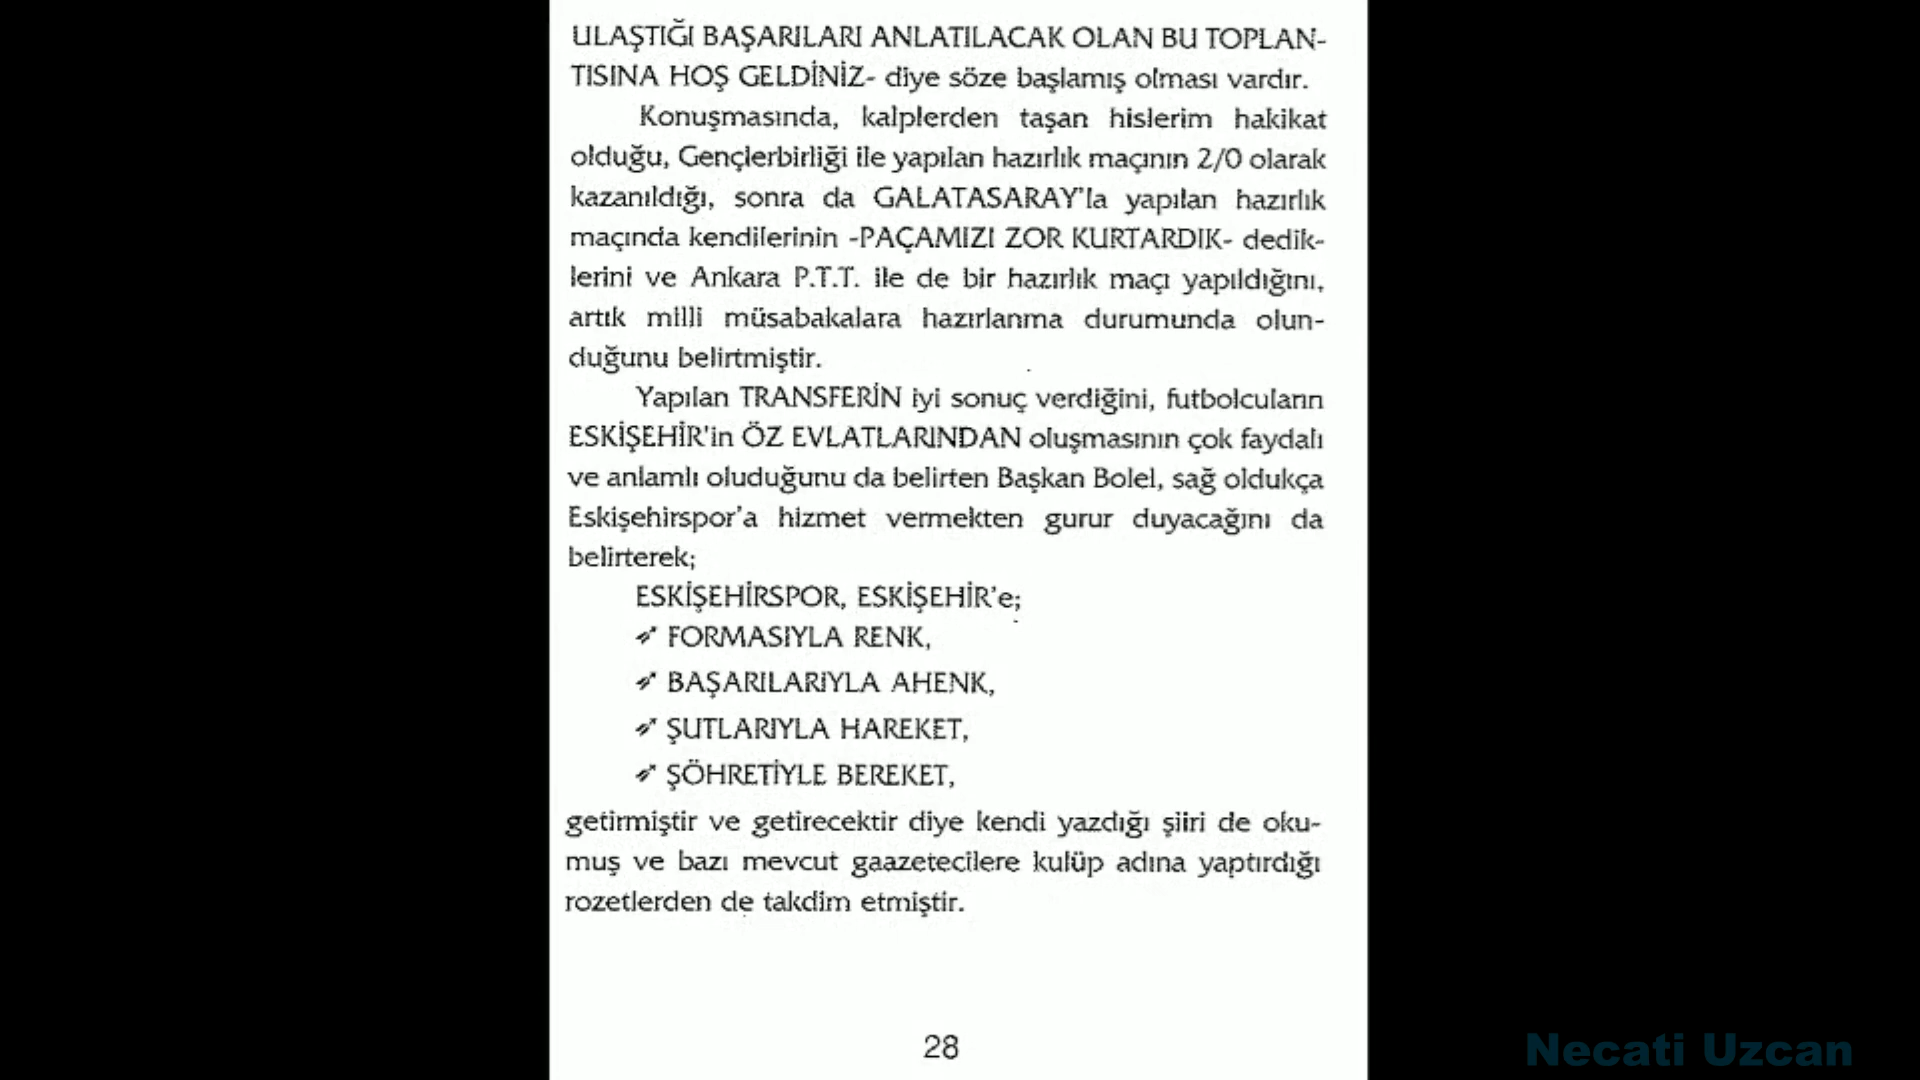 ULAŞTIĞI BAŞARILARI ANLATILACAK OLAN BU TOPLAN-
TISINA HOŞ GELDİNİZ- diye söze başlamış olması vardır.
Konuşmasında, kalplerden taşan hislerim hakikat
olduğu, Gençlerbirliği ile yapılan hazırlık maçının 2/0 olarak
kazanıldığı, sonra da GALATASARAY'la yapılan hazırlık
maçında kendilerinin -PAÇAMIZI ZOR KURTARDIK- dedik-
lerini ve Ankara P.T.T. ile de bir hazırlık maçı yapıldığını,
artık milli müsabakalara hazırlanma durumunda olun-
duğunu belirtmiştir.
Yapılan TRANSFERİN iyi sonuç verdiğini, futbolcuların
ESKİŞEHİR'in ÖZ EVLATLARINDAN oluşmasının çok faydalı
ve anlamlı oluduğunu da belirten Başkan Bolel, sağ oldukça
Eskişehirspor'a hizmet vermekten gurur duyacağını da
belirterek;
ESKİŞEHİRSPOR, ESKİŞEHİR'e;
FORMASIYLA RENK,
BAŞARILARIYLA AHENK,
ŞUTLARIYLA HAREKET,
ŞÖHRETİYLE BEREKET,
getirmiştir ve getirecektir diye kendi yazdığı şiiri de oku-
muş ve bazı mevcut gaazetecilere kulüp adına yaptırdığı
rozetlerden de takdim etmiştir.
28
Necati Uzcan